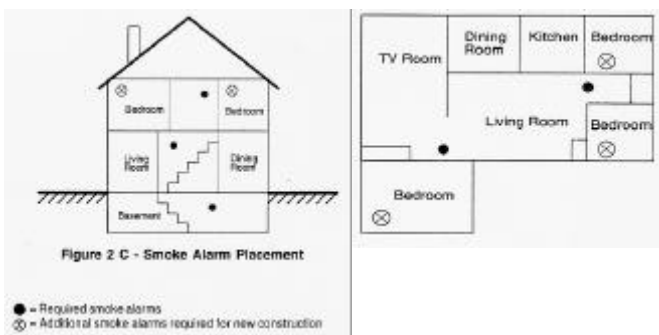 Bedroom
Bedroom
Living
Room
Dining
Room
Basement
Figure 2 C - Smoke Alarm Placement
= Required smoke alarms
= Additional smoke alarms required for new construction
TV Room
Dining
Room
Kitchen
Bedroom
Living Room
Bedroom
Bedroom